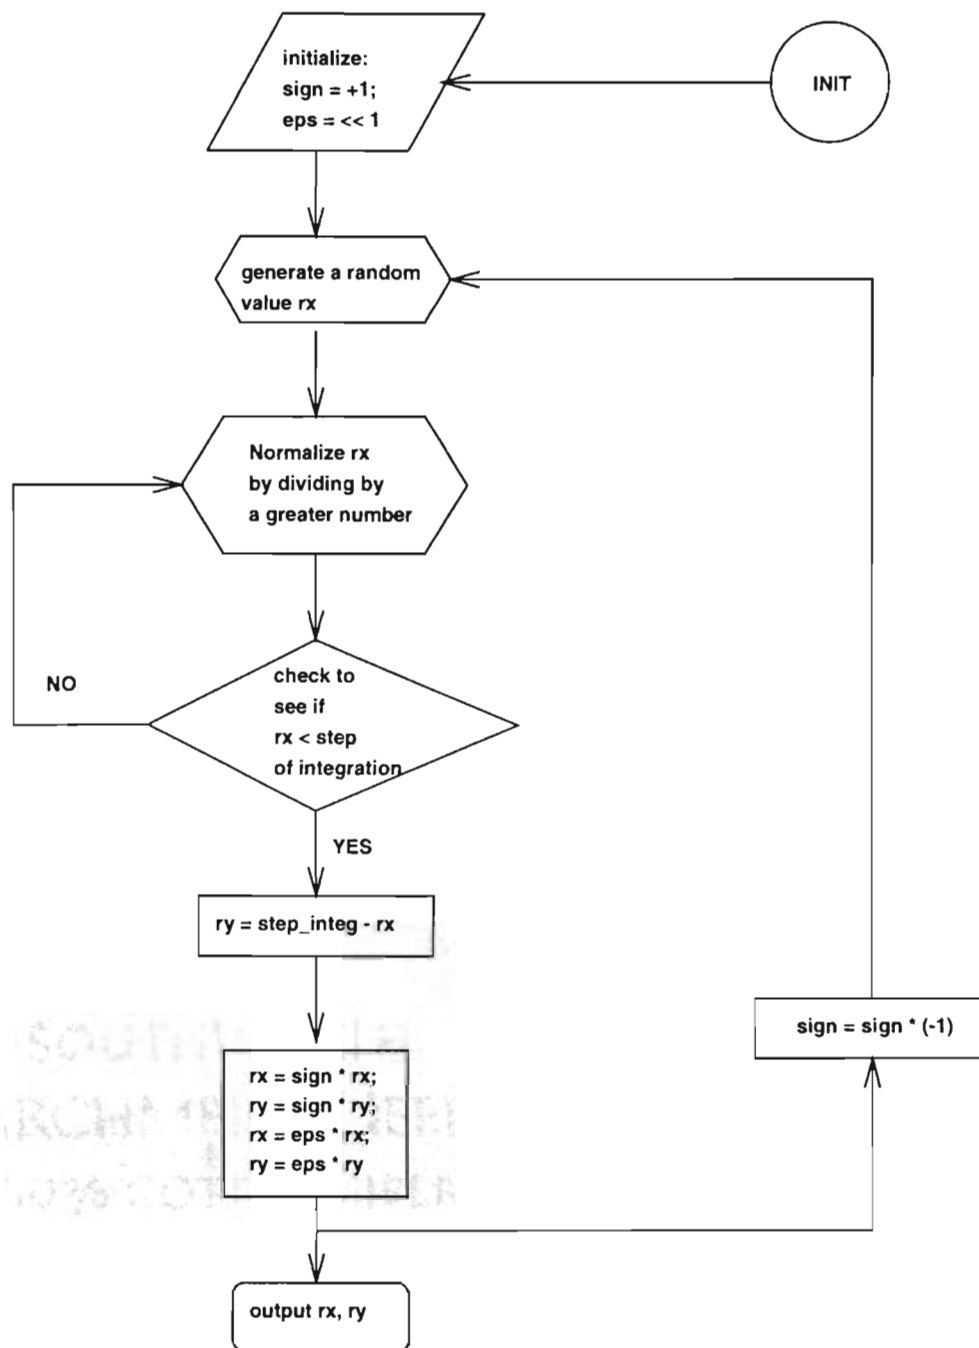 initialize:
sign = +1;
eps = << 1
INIT
generate a random
value rx
Normalize rx
by dividing by
a greater number
NO
check to
see if
rx < step
of integration
YES
ry = step_integ - rx
sign = sign * (-1)
rx = sign * rx;
ry = sign * ry;
rx = eps * rx;
ry = eps * ry
output rx, ry